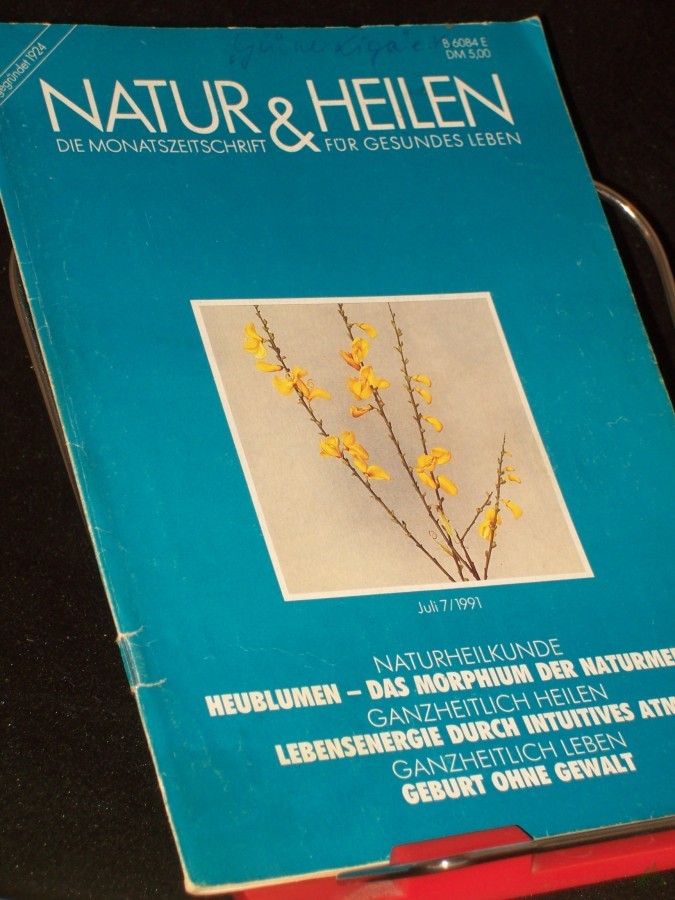 gegründet 1924
B 6084 E
DM 5,00
NATUR & HEILEN
DIE MONATSZEITSCHRIFT FÜR GESUNDES LEBEN
Juli 7/1991
NATURHEILKUNDE
HEUBLUMEN – DAS MORPHIUM DER NATURME
GANZHEITLICH HEILEN
LEBENSENERGIE DURCH INTUITIVES ATM
GANZHEITLICH LEBEN
GEBURT OHNE GEWALT